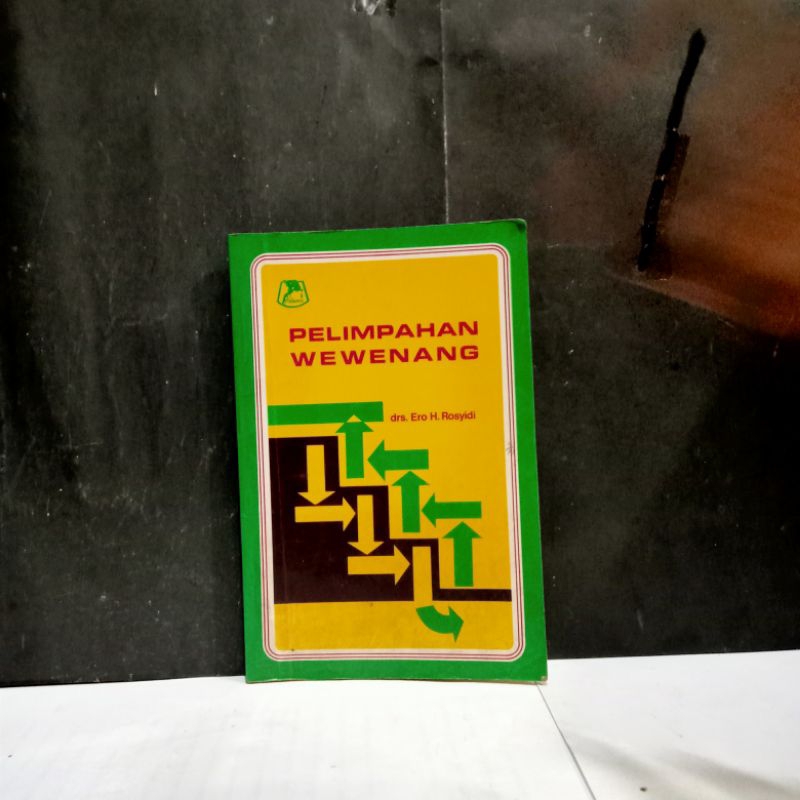 PELIMPAHAN
WEWENANG
drs. Ero H. Rosyidi